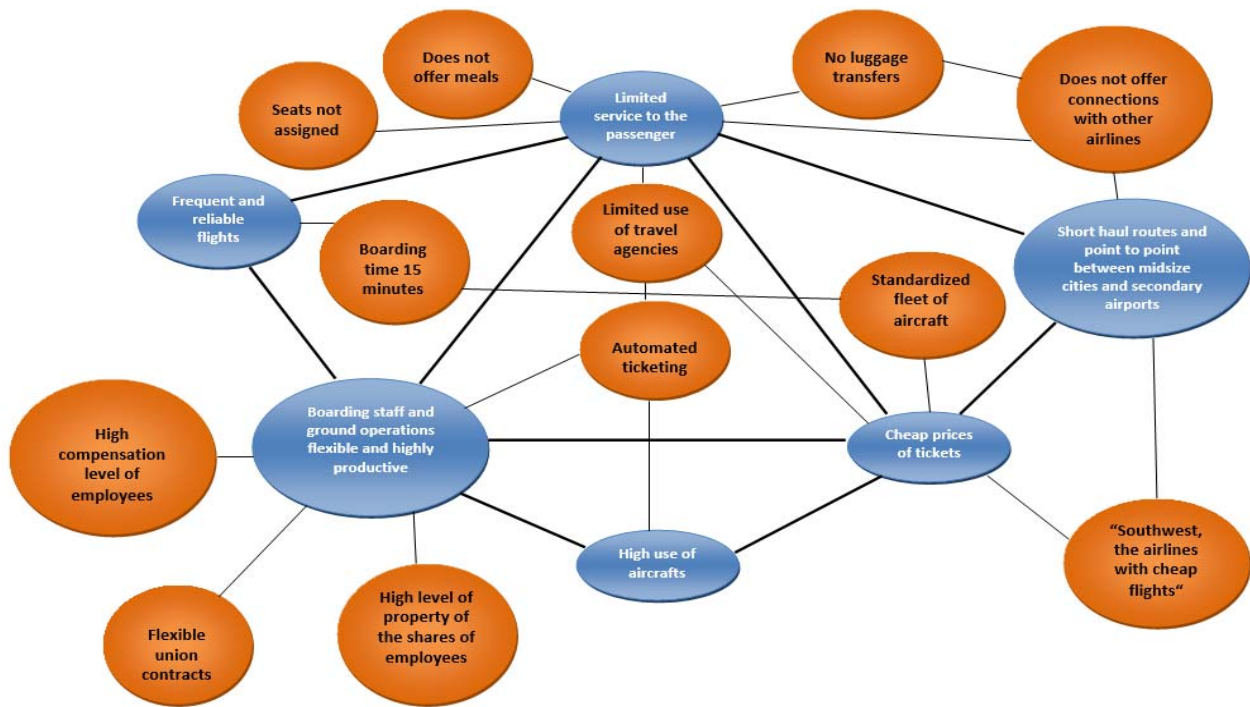 Does not
offer meals
No luggage
transfers
Does not offer
connections
with other
airlines
Seats not
assigned
Limited
service to the
passenger
Frequent and
reliable
flights
Boarding
time 15
minutes
Limited use
of travel
agencies
Short haul routes and
point to point
between midsize
cities and secondary
airports
Standardized
fleet of
aircraft
Automated
ticketing
High
compensation
level of
employees
Boarding staff and
ground operations
flexible and highly
productive
Cheap prices
of tickets
High use of
aircrafts
“Southwest,
the airlines
with cheap
flights“
Flexible
union
contracts
High level of
property of
the shares of
employees